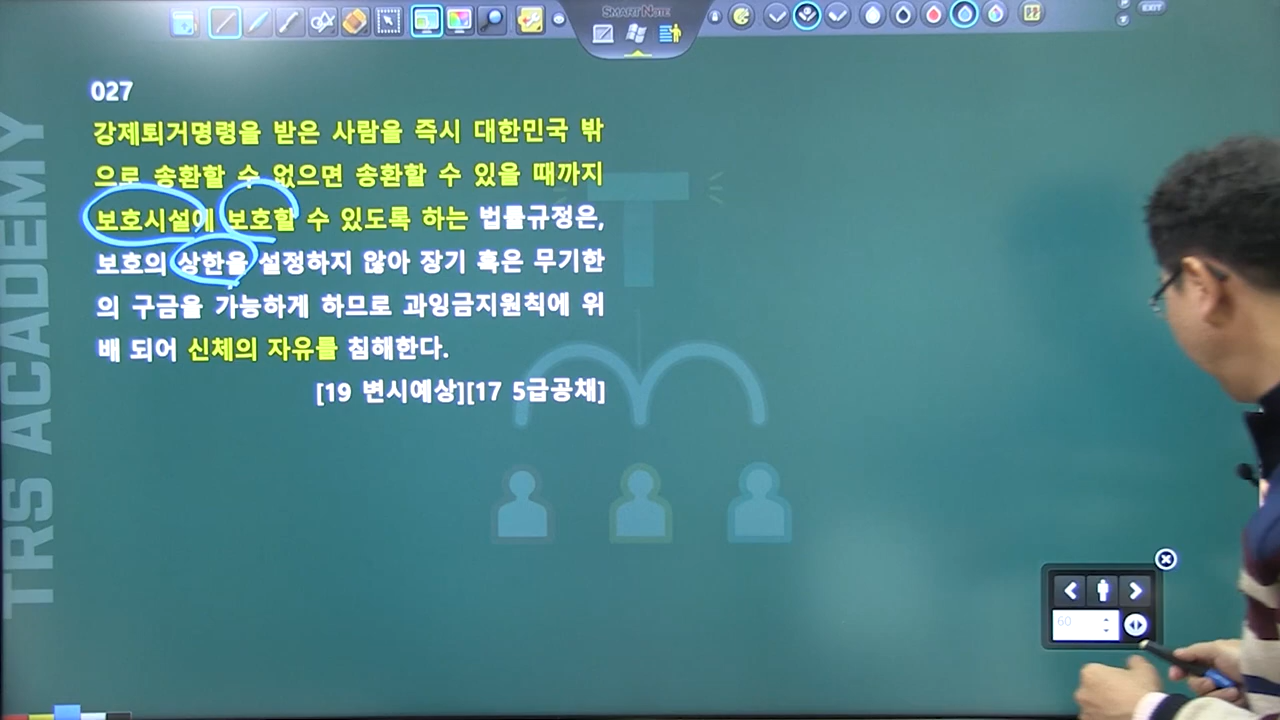 SMARTNOTE
EXIT
027
강제퇴거명령을 받은 사람을 즉시 대한민국 밖
으로 송환할 수 없으면 송환할 수 있을 때까지
보호시설에 보호할 수 있도록 하는 법률규정은,
보호의 상한을 설정하지 않아 장기 혹은 무기한
의 구금을 가능하게 하므로 과잉금지원칙에 위
배 되어 신체의 자유를 침해한다.
[19 변시예상][17 5급공채]
TRS ACADEMY
60